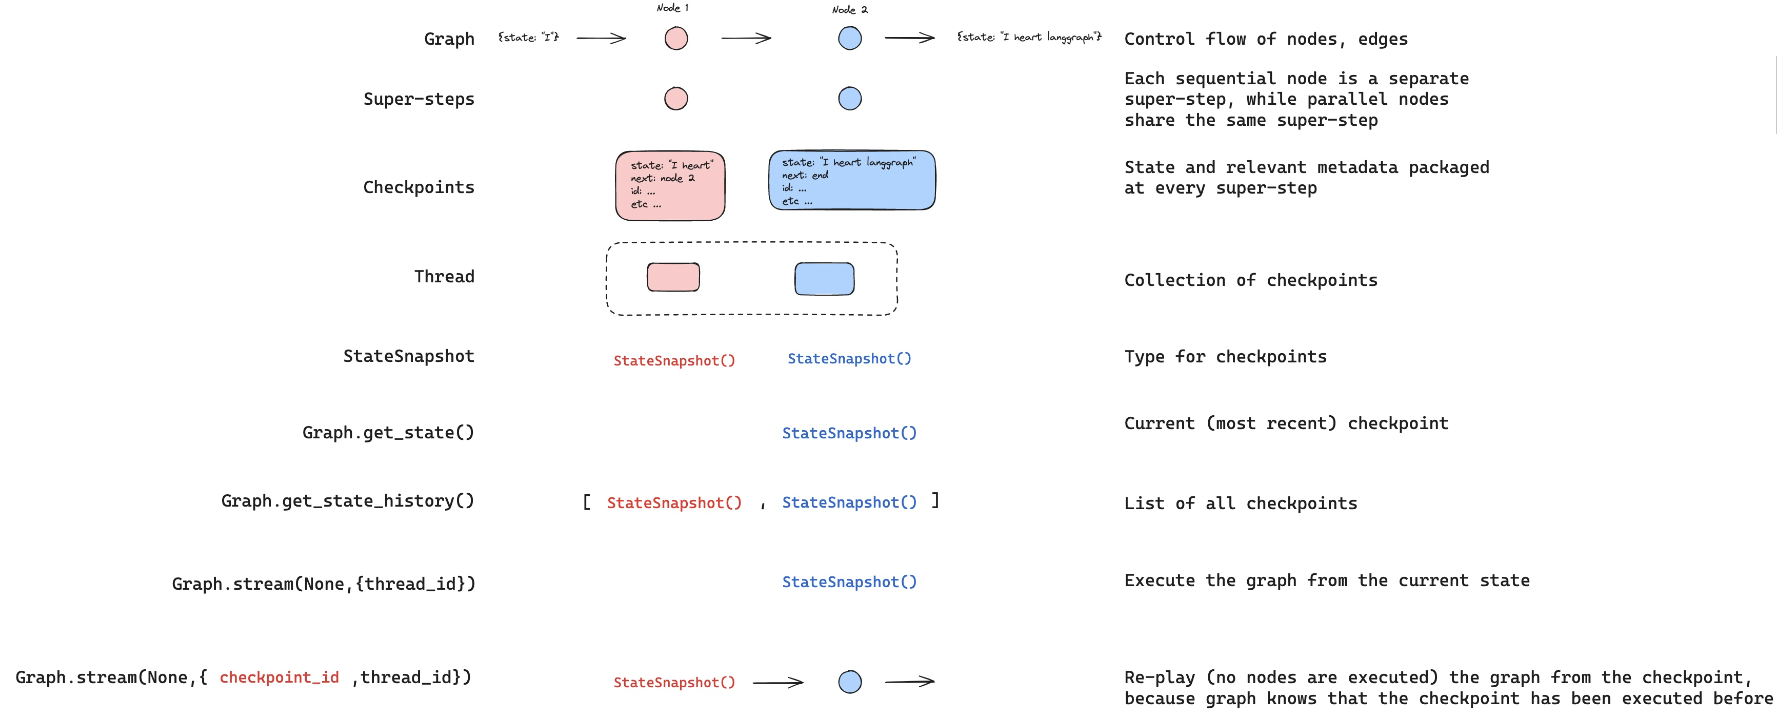 Node 1
Node 2
Graph
{state: "I"}
{state: "I heart langgraph"}
Control flow of nodes, edges
Super-steps
Each sequential node is a separate
super-step, while parallel nodes
share the same super-step
Checkpoints
state: "I heart"
next: node 2
id: ...
etc ...
state: "I heart langgraph"
next: end
id: ...
etc ...
State and relevant metadata packaged
at every super-step
Thread
Collection of checkpoints
StateSnapshot
StateSnapshot()
StateSnapshot()
Type for checkpoints
Graph.get_state()
StateSnapshot()
Current (most recent) checkpoint
Graph.get_state_history()
[ StateSnapshot() , StateSnapshot() ]
List of all checkpoints
Graph.stream(None,{thread_id})
StateSnapshot()
Execute the graph from the current state
Graph.stream(None,{ checkpoint_id ,thread_id})
StateSnapshot()
Re-play (no nodes are executed) the graph from the checkpoint,
because graph knows that the checkpoint has been executed before